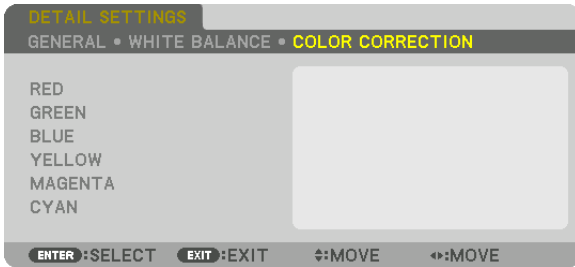 DETAIL SETTINGS
GENERAL • WHITE BALANCE • COLOR CORRECTION
RED
GREEN
BLUE
YELLOW
MAGENTA
CYAN
ENTER :SELECT EXIT :EXIT :MOVE :MOVE